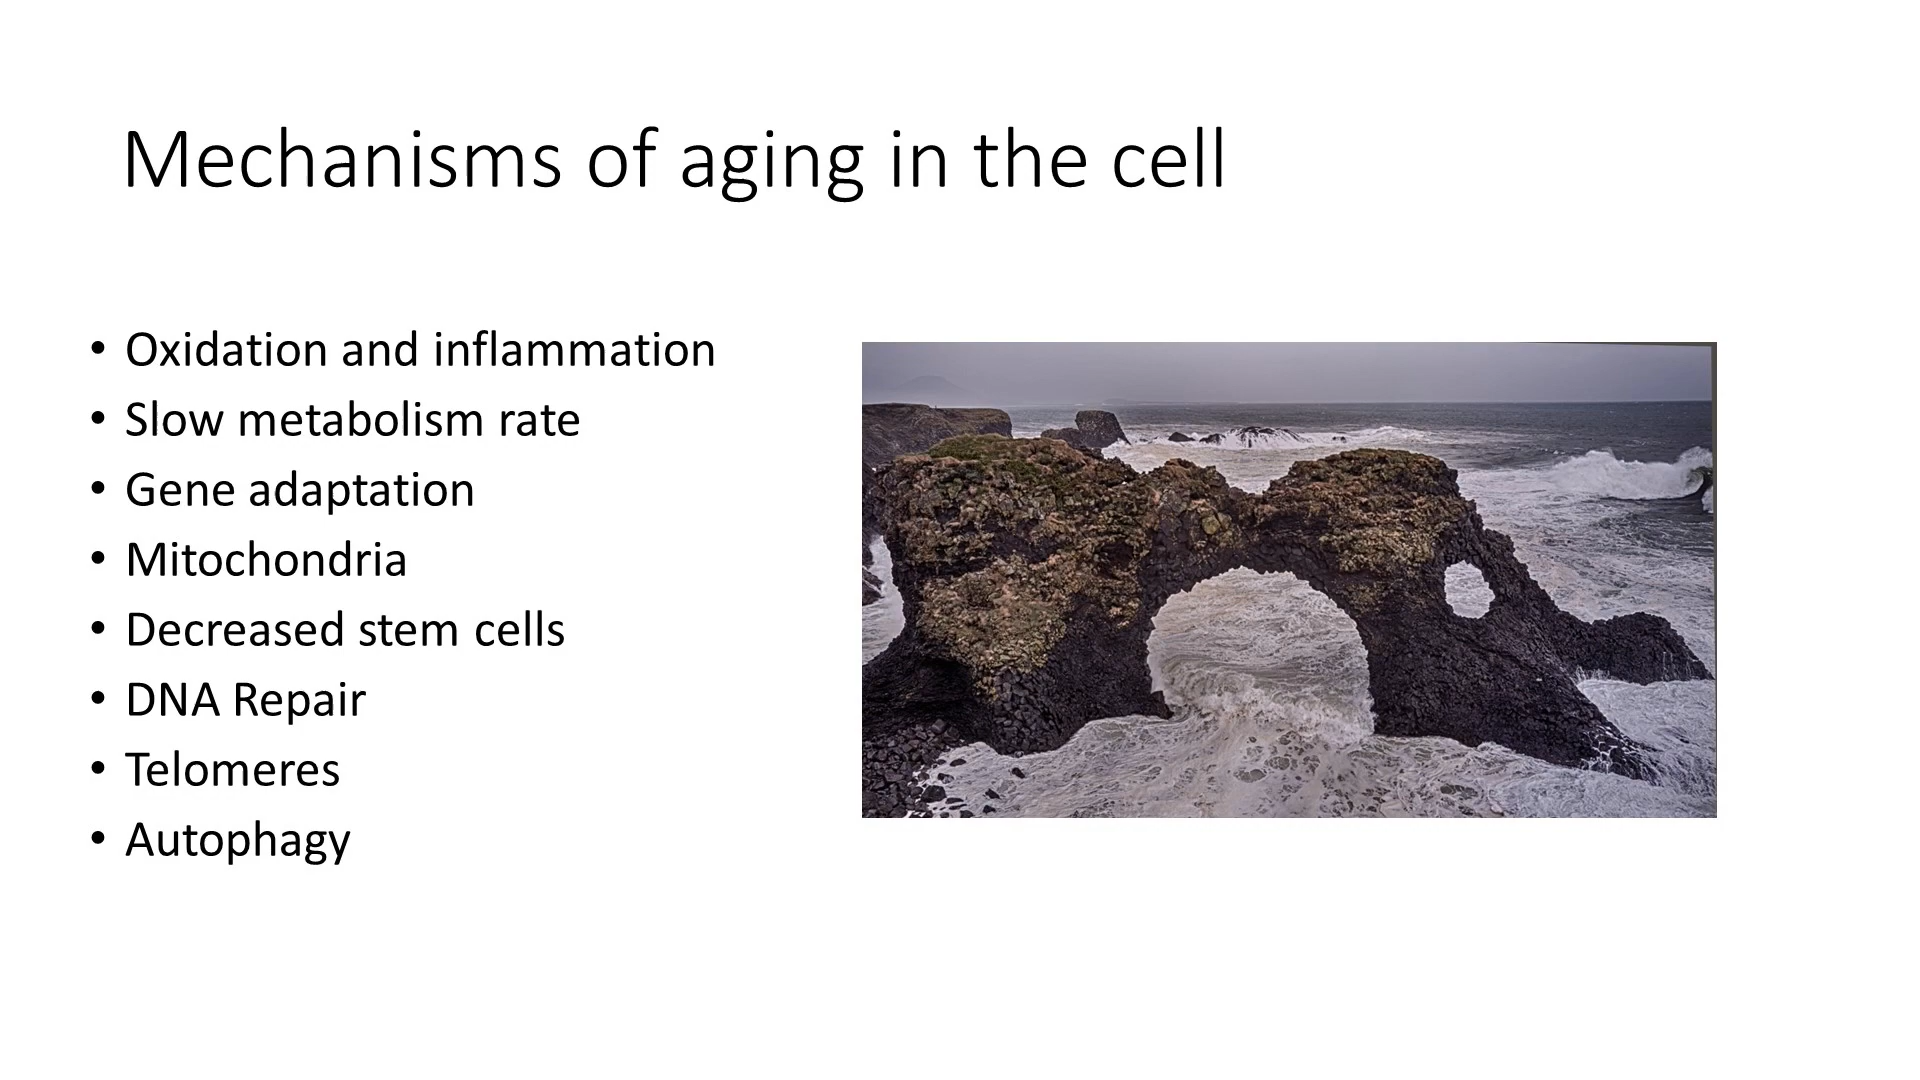 Mechanisms of aging in the cell
• Oxidation and inflammation
• Slow metabolism rate
• Gene adaptation
• Mitochondria
• Decreased stem cells
• DNA Repair
• Telomeres
• Autophagy